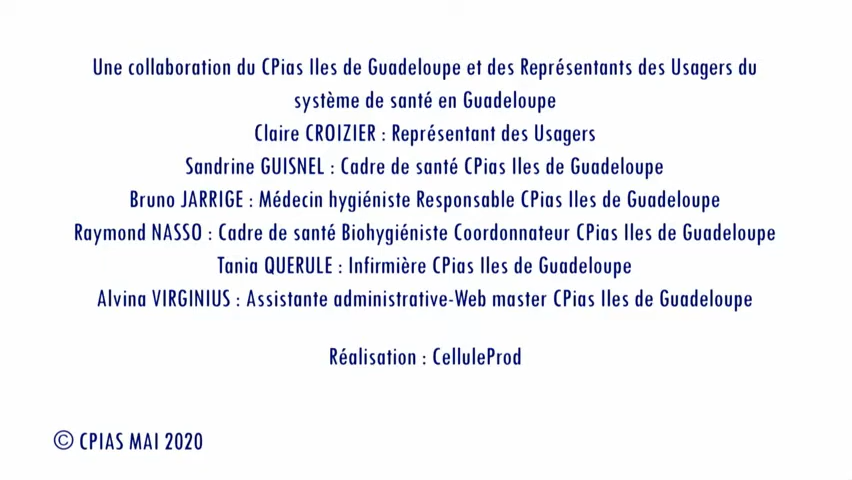 Une collaboration du CPias Iles de Guadeloupe et des Représentants des Usagers du
système de santé en Guadeloupe
Claire CROIZIER : Représentant des Usagers
Sandrine GUISNEL : Cadre de santé CPias Iles de Guadeloupe
Bruno JARRIGE : Médecin hygiéniste Responsable CPias Iles de Guadeloupe
Raymond NASSO : Cadre de santé Biohygiéniste Coordonnateur CPias Iles de Guadeloupe
Tania QUERULE : Infirmière CPias Iles de Guadeloupe
Alvina VIRGINIUS : Assistante administrative-Web master CPias Iles de Guadeloupe
Réalisation : CelluleProd
© CPIAS MAI 2020